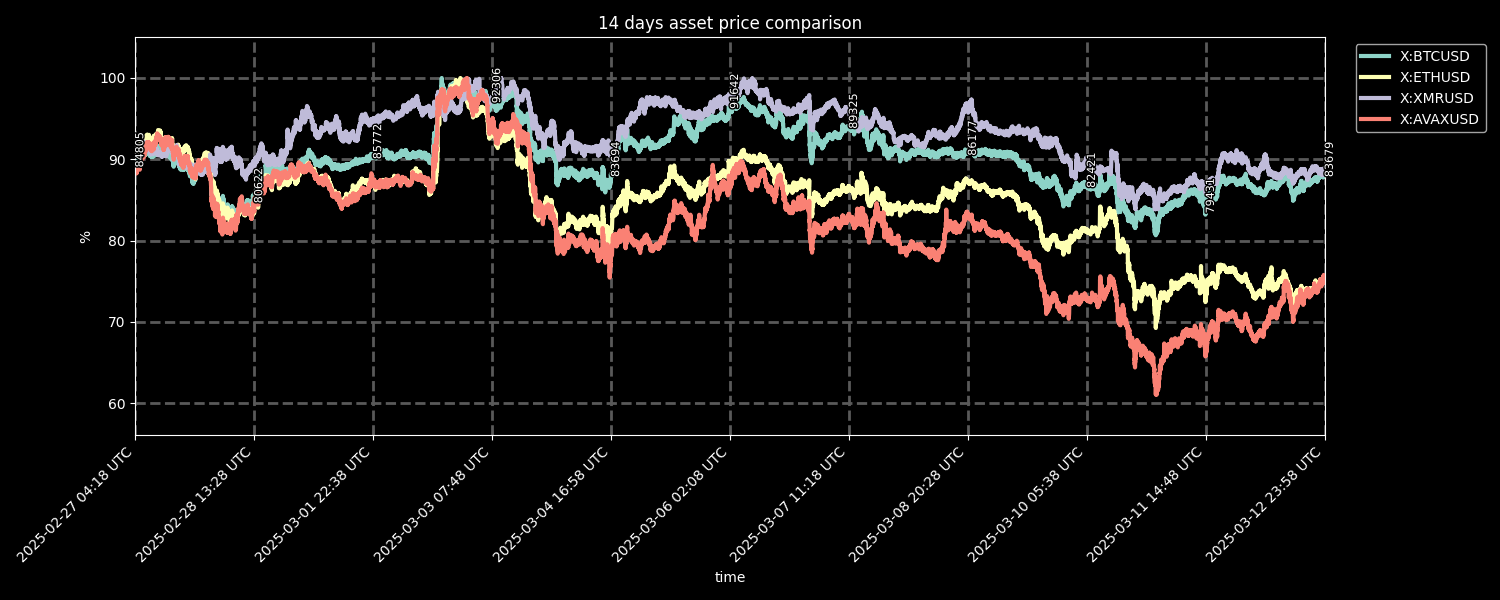 14 days asset price comparison
X:BTCUSD
X:ETHUSD
X:XMRUSD
X:AVAXUSD
%
100
90
80
70
60
84805
80622
85772
92306
83694
91642
89325
86177
82421
79431
83679
2025-02-27 04:18 UTC
2025-02-28 13:28 UTC
2025-03-01 22:38 UTC
2025-03-03 07:48 UTC
2025-03-04 16:58 UTC
2025-03-06 02:08 UTC
2025-03-07 11:18 UTC
2025-03-08 20:28 UTC
2025-03-10 05:38 UTC
2025-03-11 14:48 UTC
2025-03-12 23:58 UTC
time